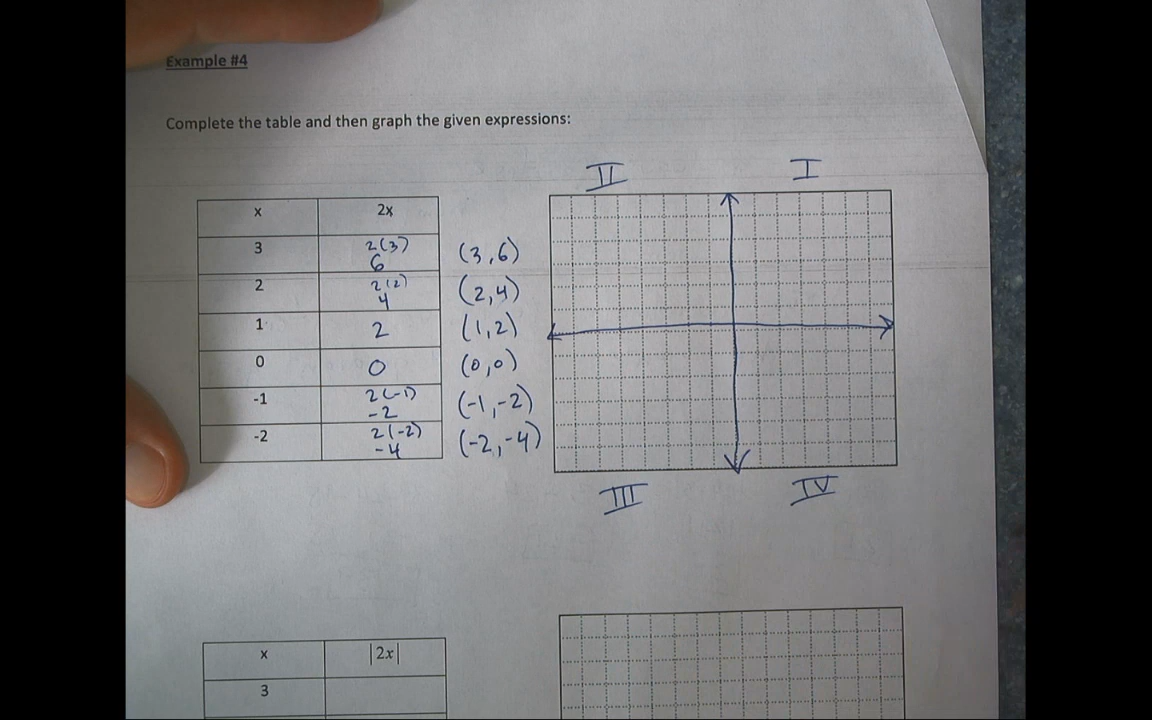 Example #4
Complete the table and then graph the given expressions:
II I
x 2x
3 2(3) 6 (3,6)
2 2(2) 4 (2,4)
1 2 (1,2)
0 0 (0,0)
-1 2(-1) -2 (-1,-2)
-2 2(-2) -4 (-2,-4)
III IV
x |2x|
3